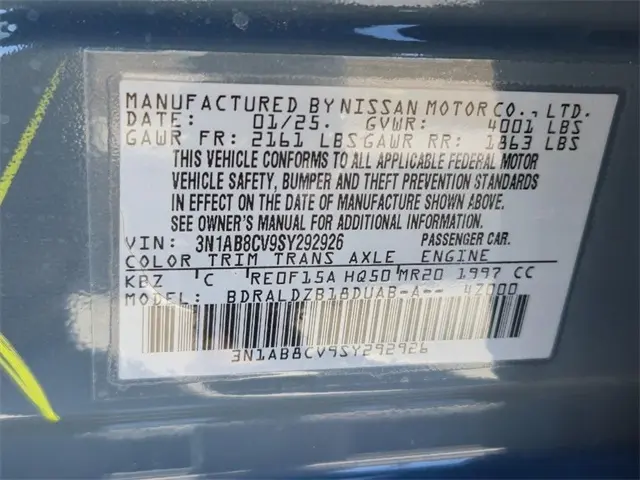 MANUFACTURED BY NISSAN MOTOR CO., LTD.
DATE: 01/25. GVWR: 4001 LBS
GAWR FR: 2161 LBS GAWR RR: 1863 LBS
THIS VEHICLE CONFORMS TO ALL APPLICABLE FEDERAL MOTOR
VEHICLE SAFETY, BUMPER AND THEFT PREVENTION STANDARDS
IN EFFECT ON THE DATE OF MANUFACTURE SHOWN ABOVE.
SEE OWNER'S MANUAL FOR ADDITIONAL INFORMATION.
VIN: 3N1AB8CV9SY292926 PASSENGER CAR.
COLOR TRIM TRANS AXLE ENGINE
KBZ C RE0F15A HQ50 MR20 1997 CC
MODEL: BDRALDZB18DUAB-A-- 4Z000
3N1AB8CV9SY292926